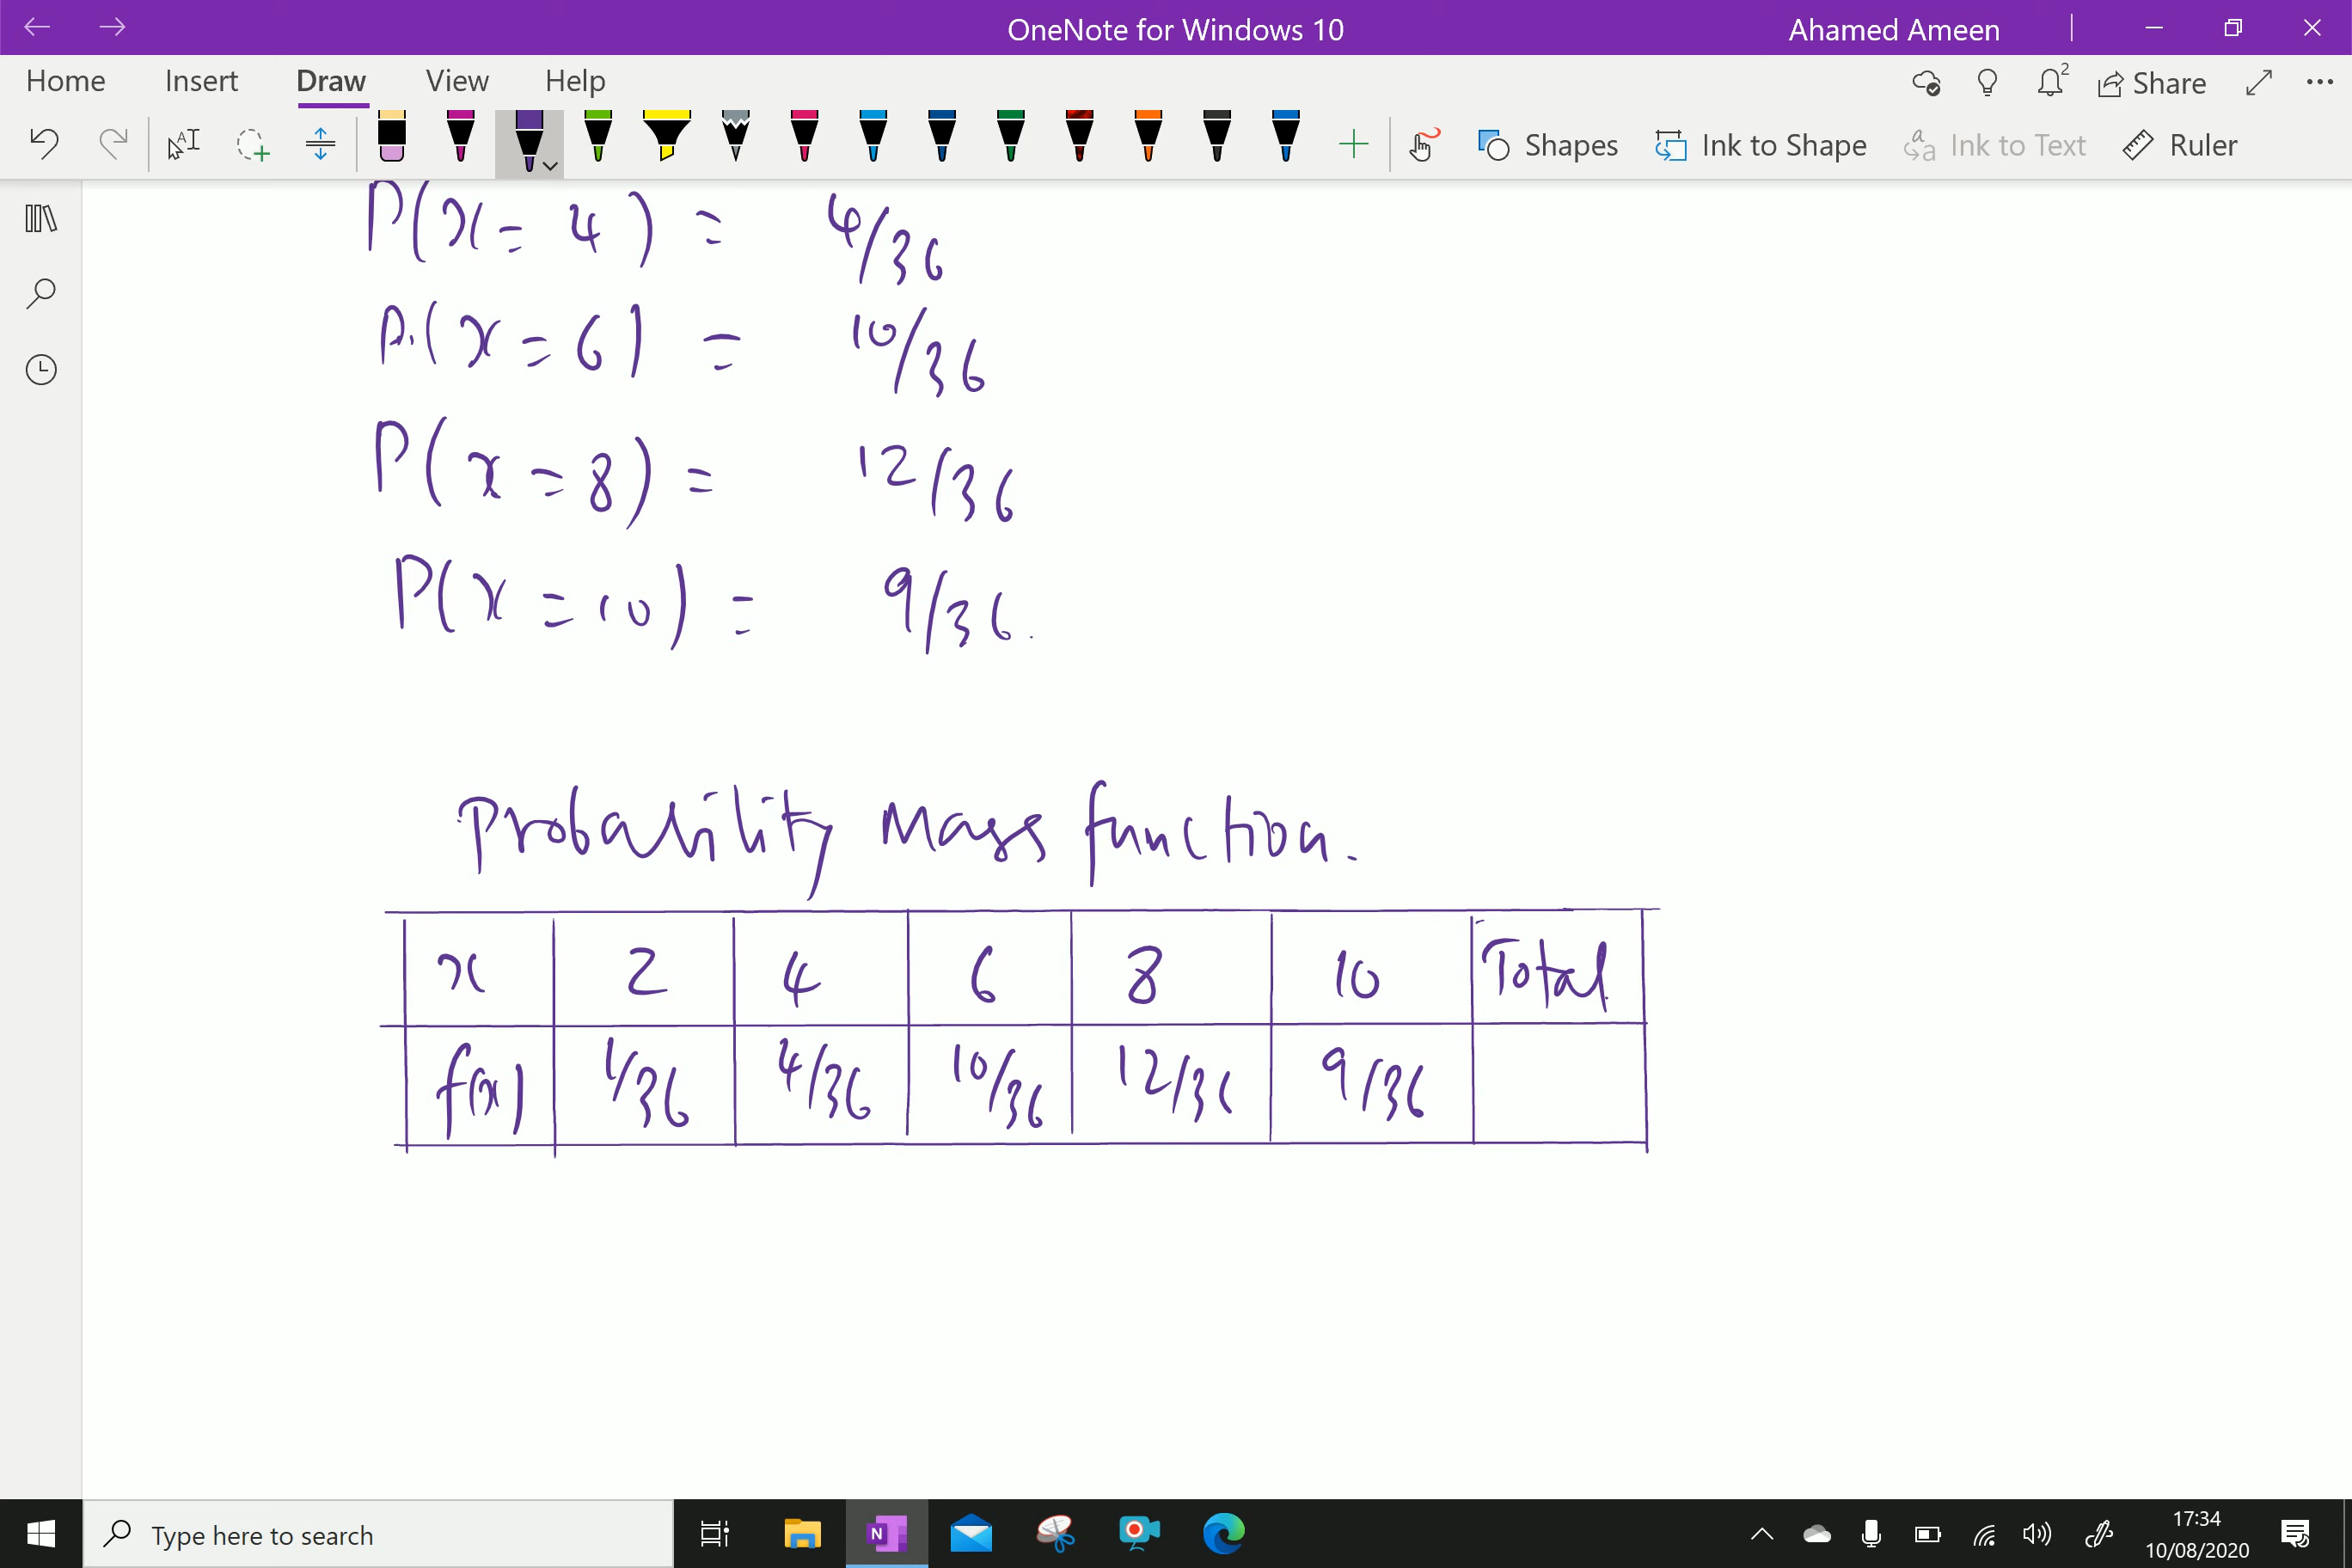 OneNote for Windows 10
Ahamed Ameen
Home Insert Draw View Help
2 Share
Shapes Ink to Shape Ink to Text Ruler
P(x = 4) = 4/36
P(x = 6) = 10/36
P(x = 8) = 12/36
P(x = 10) = 9/36.
Probability Mass function.
x 2 4 6 8 10 Total
f(x) 1/36 4/36 10/36 12/36 9/36
Type here to search
17:34
10/08/2020